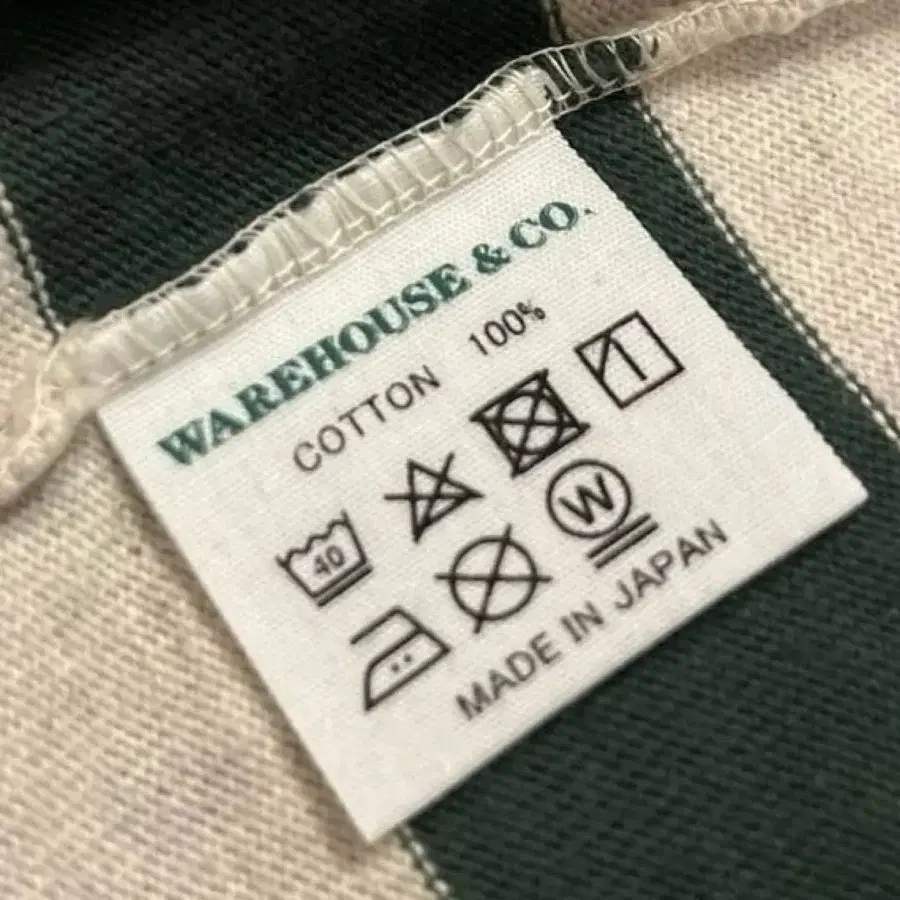 WAREHOUSE & CO.
COTTON 100%
40
W
MADE IN JAPAN